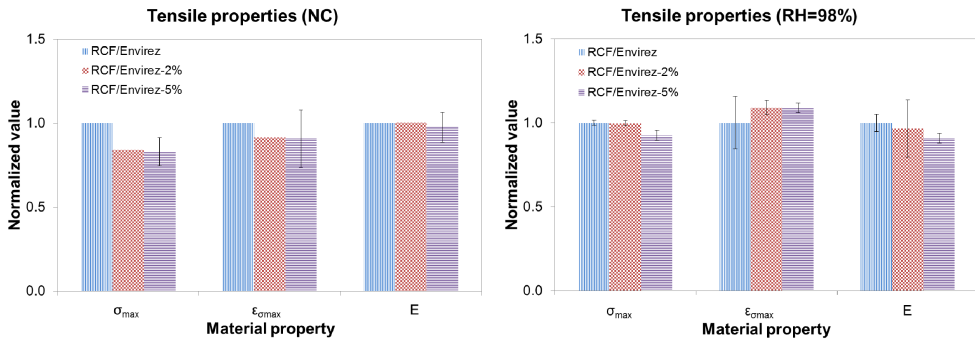 Tensile properties (NC)
1.5
1.0
0.5
0.0
Normalized value
RCF/Envirez
RCF/Envirez-2%
RCF/Envirez-5%
σmax
εσmax
E
Material property
Tensile properties (RH=98%)
1.5
1.0
0.5
0.0
Normalized value
RCF/Envirez
RCF/Envirez-2%
RCF/Envirez-5%
σmax
εσmax
E
Material property